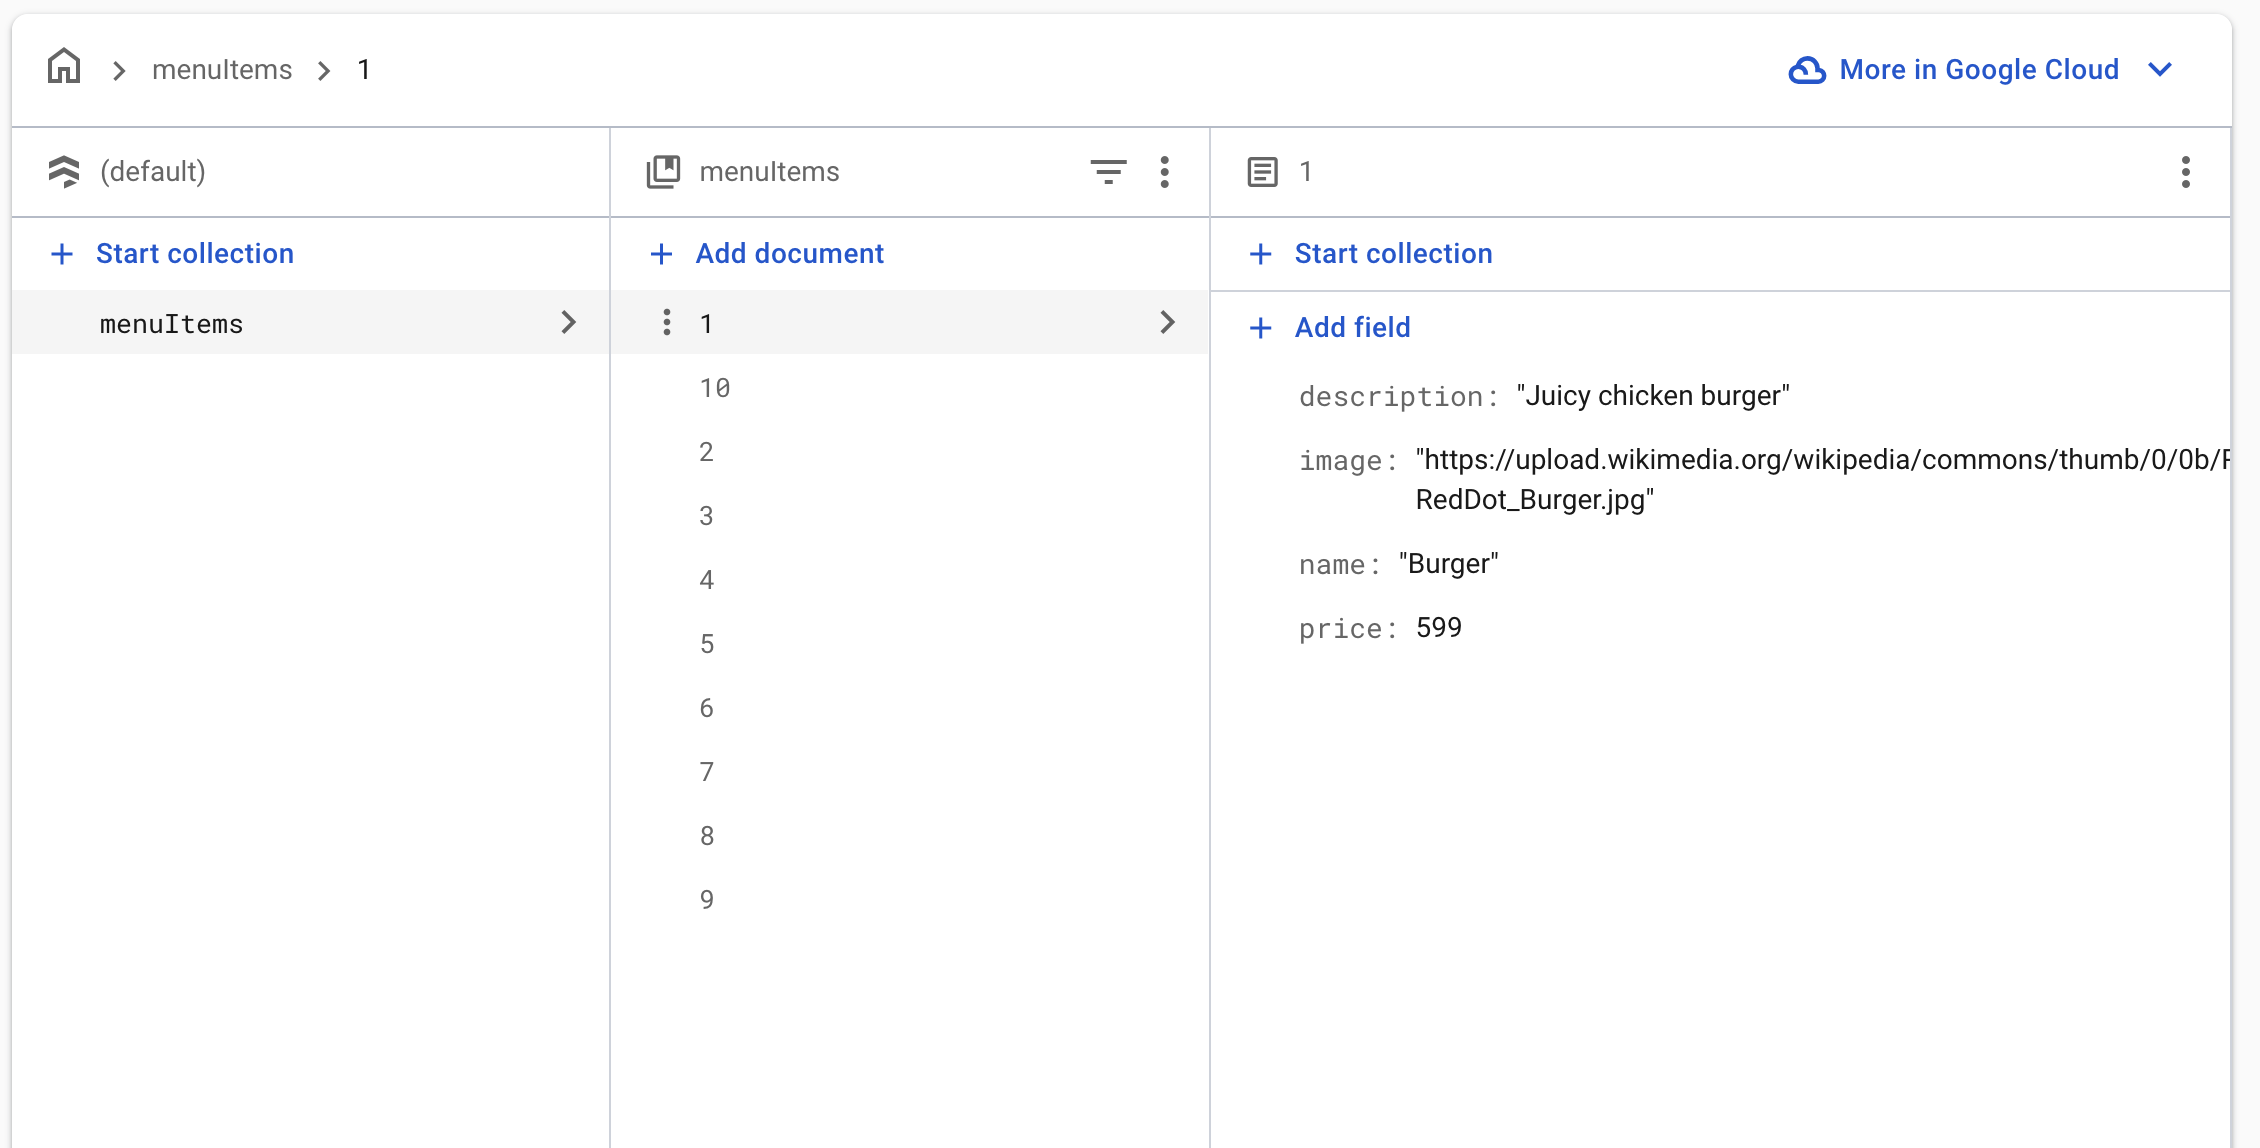 menuItems
1
More in Google Cloud
(default)
Start collection
menuItems
menuItems
Add document
1
10
2
3
4
5
6
7
8
9
1
Start collection
Add field
description: "Juicy chicken burger"
image: "https://upload.wikimedia.org/wikipedia/commons/thumb/0/0b/
RedDot_Burger.jpg"
name: "Burger"
price: 599